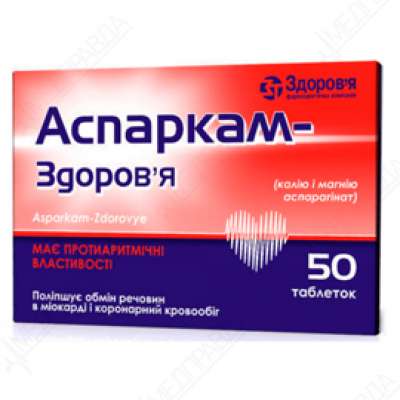 Здоров'я
фармацевтична компанія
Аспаркам-
Здоров'я
(калію і магнію
аспарагінат)
Asparkam-Zdorovye
МАЄ ПРОТИАРИТМІЧНІ
ВЛАСТИВОСТІ
50
таблеток
Поліпшує обмін речовин
в міокарді і коронарний кровообіг